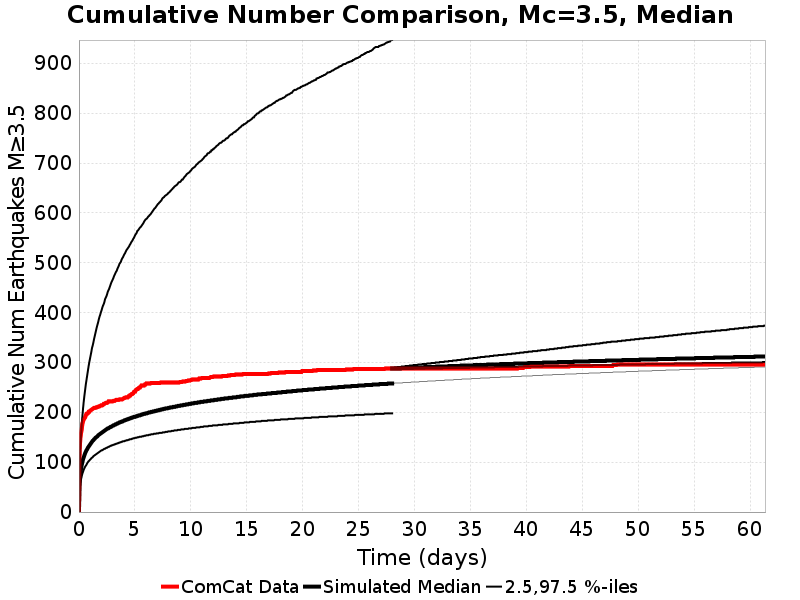 Cumulative Number Comparison, Mc=3.5, Median
Cumulative Num Earthquakes M≥3.5
900
800
700
600
500
400
300
200
100
0
0 5 10 15 20 25 30 35 40 45 50 55 60
Time (days)
ComCat Data Simulated Median 2.5,97.5 %-iles